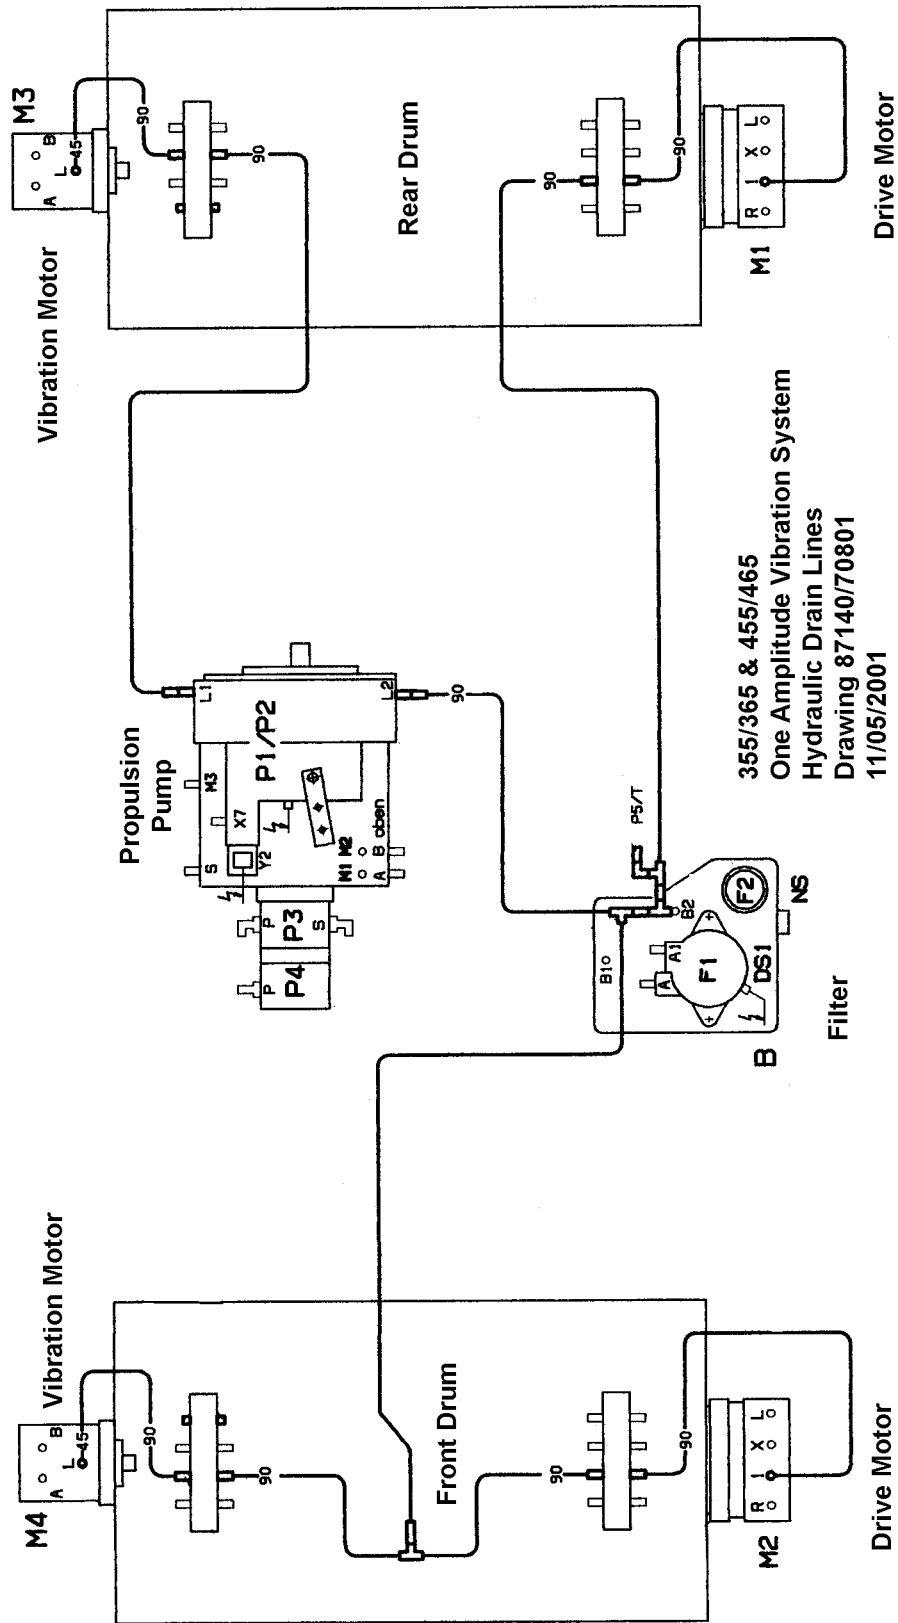 M4
Vibration Motor
A
B
L
45
90
90
Front Drum
90
90
R
1
X
L
M2
Drive Motor
Propulsion
Pump
P
P4
P
P3
S
S
M3
X7
Y2
P1/P2
L1
L2
M1
M2
A
B
oben
90
B1
B2
P5/T
A
A1
F1
F2
DS1
NS
B
Filter
Vibration Motor
M3
A
B
L
45
90
90
Rear Drum
90
90
R
1
X
L
M1
Drive Motor
355/365 & 455/465
One Amplitude Vibration System
Hydraulic Drain Lines
Drawing 87140/70801
11/05/2001